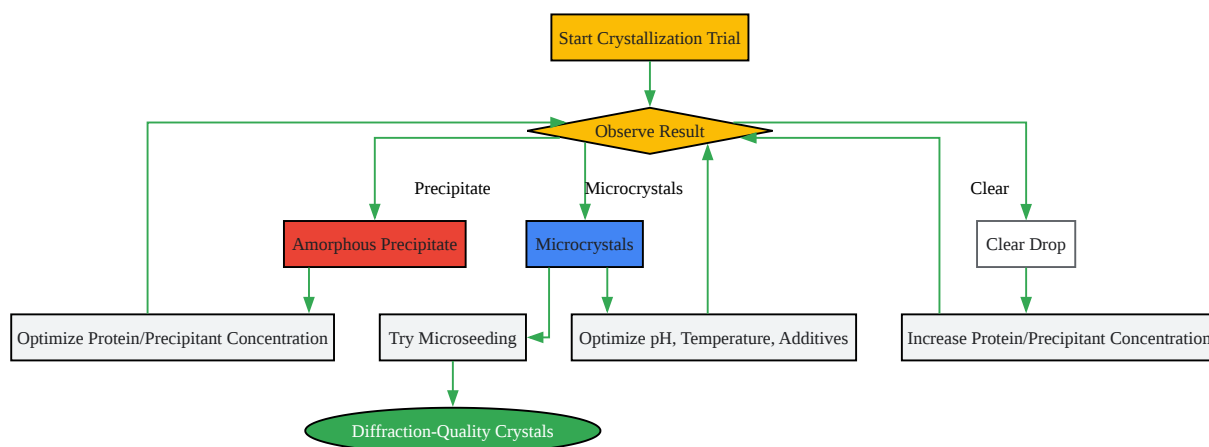 Start Crystallization Trial
Observe Result
Precipitate
Microcrystals
Clear
Amorphous Precipitate
Microcrystals
Clear Drop
Optimize Protein/Precipitant Concentration
Try Microseeding
Optimize pH, Temperature, Additives
Increase Protein/Precipitant Concentration
Diffraction-Quality Crystals